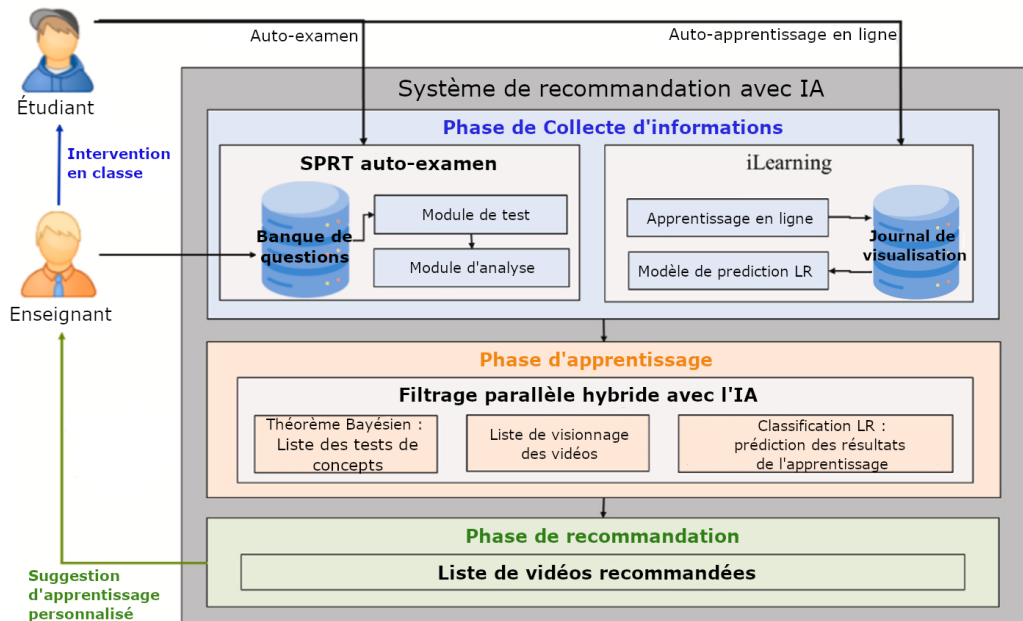 Auto-examen
Auto-apprentissage en ligne
Étudiant
Système de recommandation avec IA
Phase de Collecte d'informations
Intervention
en classe
SPRT auto-examen
Banque de
questions
Module de test
Module d'analyse
iLearning
Apprentissage en ligne
Modèle de prediction LR
Journal de
visualisation
Enseignant
Phase d'apprentissage
Filtrage parallèle hybride avec l'IA
Théorème Bayésien :
Liste des tests de
concepts
Liste de visionnage
des vidéos
Classification LR :
prédiction des résultats
de l'apprentissage
Phase de recommandation
Liste de vidéos recommandées
Suggestion
d'apprentissage
personnalisé